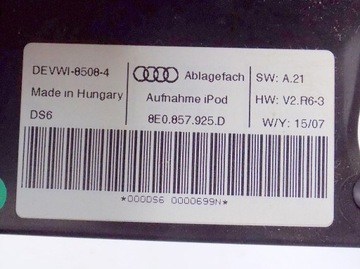 DEVWI-8508-4
Made in Hungary
DS6
Ablagefach
Aufnahme iPod
8E0.857.925.D
SW: A.21
HW: V2.R6-3
W/Y: 15/07
*000DS6 0000699N*